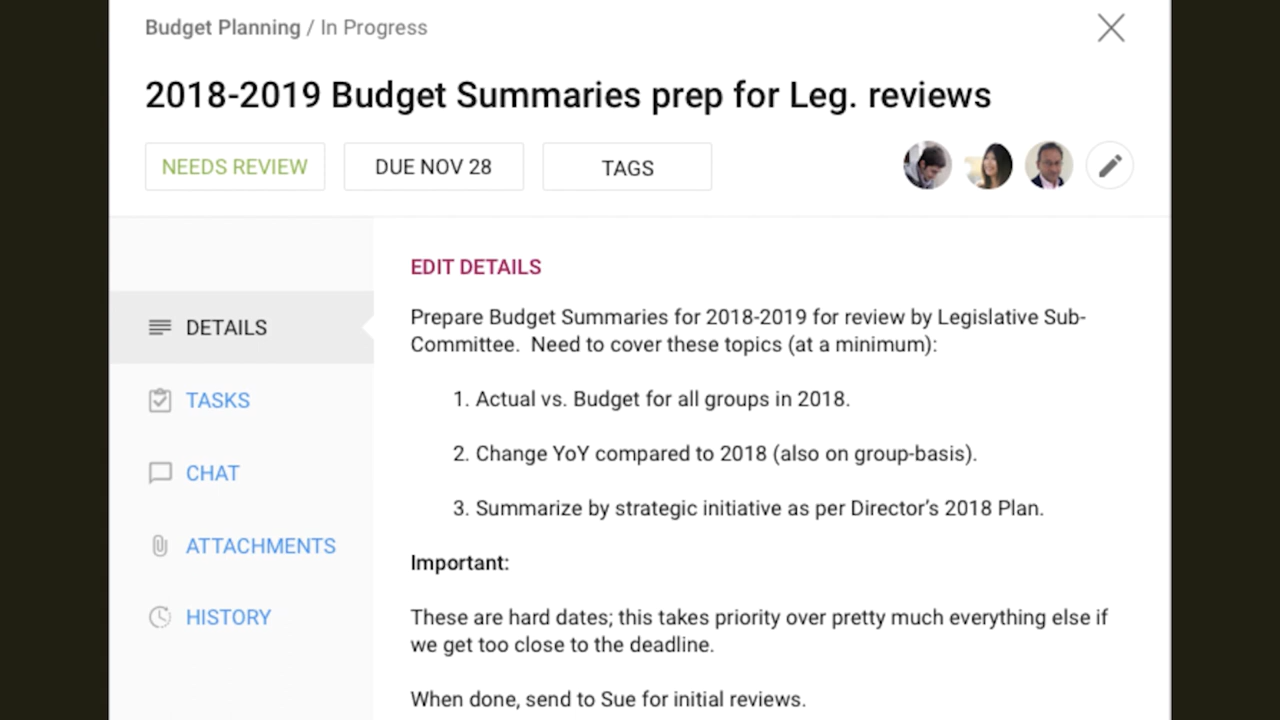 Budget Planning / In Progress
2018-2019 Budget Summaries prep for Leg. reviews
NEEDS REVIEW
DUE NOV 28
TAGS
DETAILS
TASKS
CHAT
ATTACHMENTS
HISTORY
EDIT DETAILS
Prepare Budget Summaries for 2018-2019 for review by Legislative Sub-
Committee.  Need to cover these topics (at a minimum):
1. Actual vs. Budget for all groups in 2018.
2. Change YoY compared to 2018 (also on group-basis).
3. Summarize by strategic initiative as per Director’s 2018 Plan.
Important:
These are hard dates; this takes priority over pretty much everything else if
we get too close to the deadline.
When done, send to Sue for initial reviews.